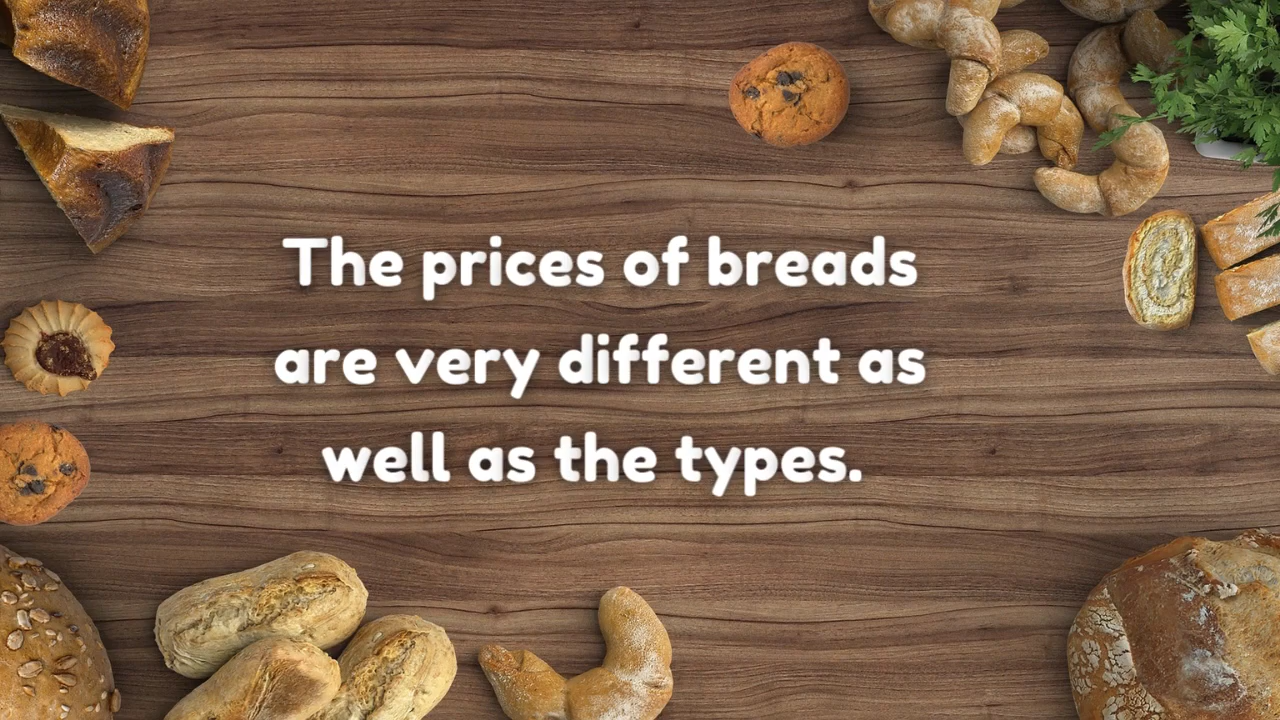 The prices of breads
are very different as
well as the types.